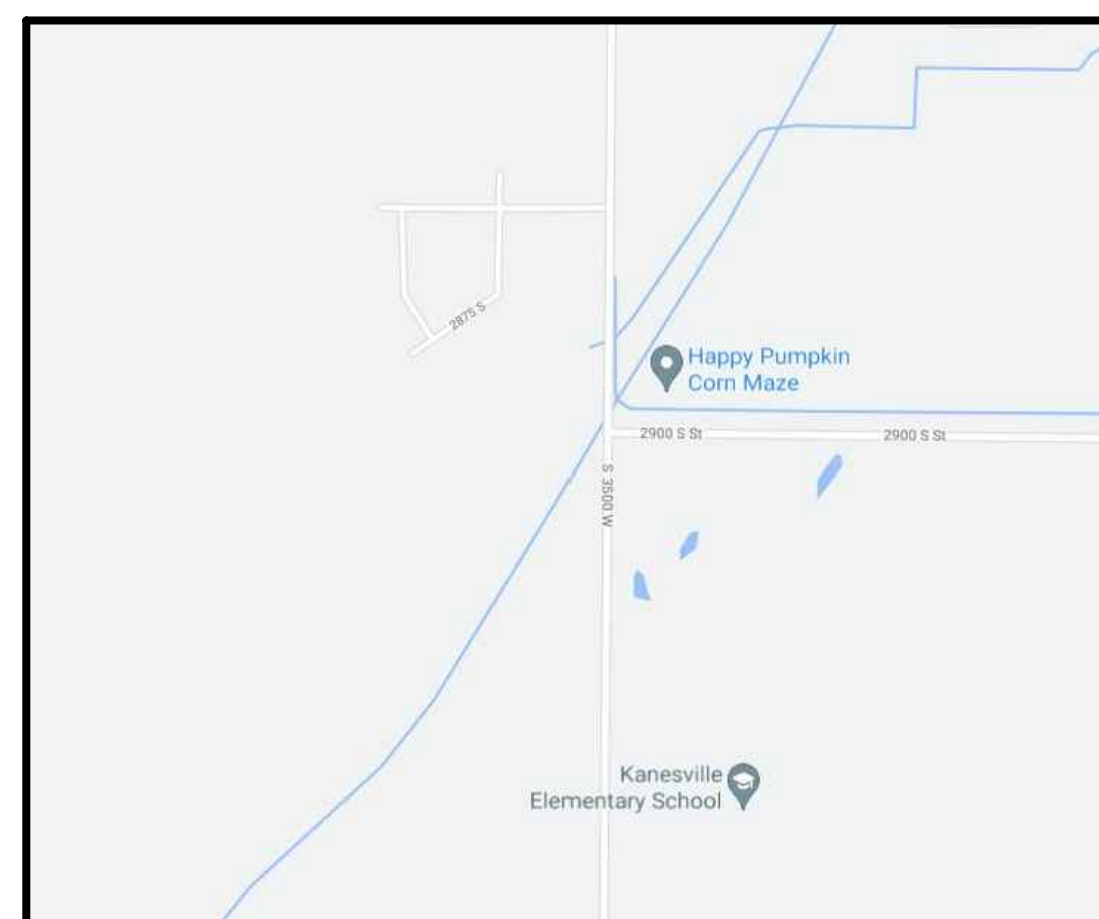 2875 S
Happy Pumpkin
Corn Maze
2900 S St
2900 S St
S 3500 W
Kanesville
Elementary School